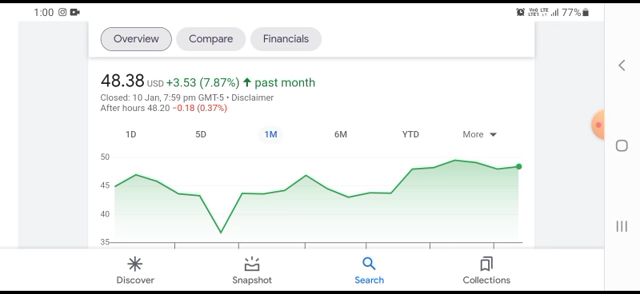 1:00
77%
Overview Compare Financials
48.38 USD +3.53 (7.87%) past month
Closed: 10 Jan, 7:59 pm GMT-5 • Disclaimer
After hours 48.20 −0.18 (0.37%)
1D 5D 1M 6M YTD More
50
45
40
35
Discover Snapshot Search Collections